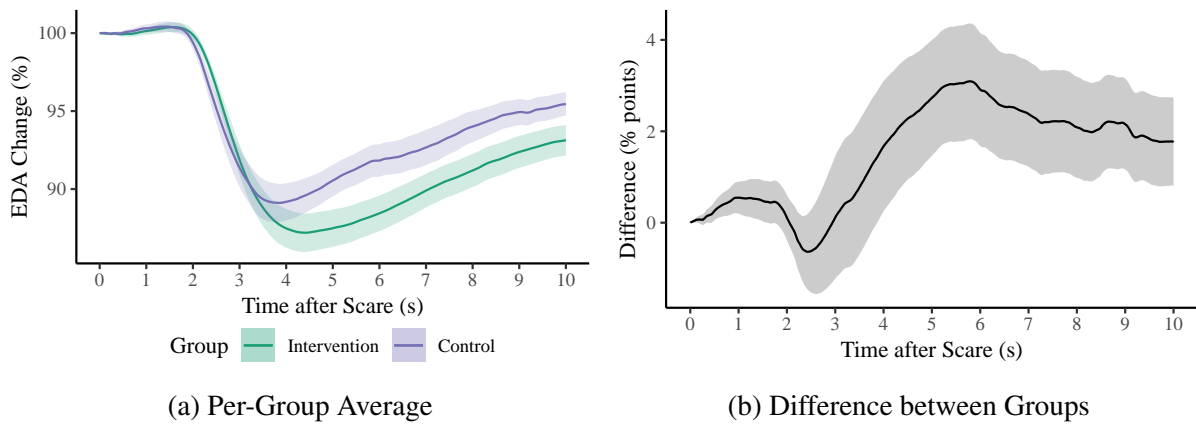 EDA Change (%)
100
95
90
0 1 2 3 4 5 6 7 8 9 10
Time after Scare (s)
Group Intervention Control
(a) Per-Group Average
Difference (% points)
4
2
0
0 1 2 3 4 5 6 7 8 9 10
Time after Scare (s)
(b) Difference between Groups